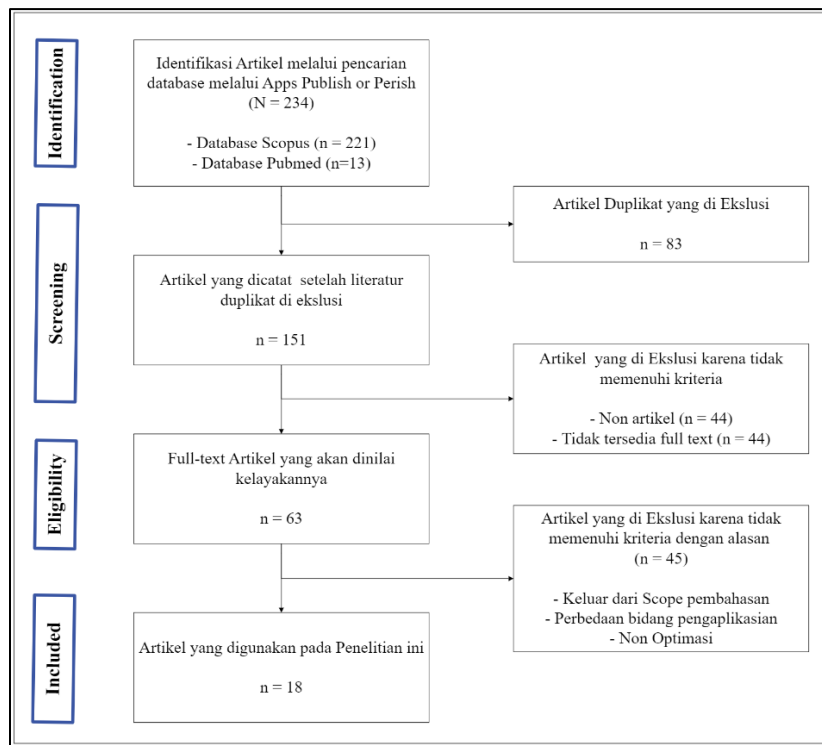 Identification
Identifikasi Artikel melalui pencarian
database melalui Apps Publish or Perish
(N = 234)
- Database Scopus (n = 221)
- Database Pubmed (n=13)
Artikel Duplikat yang di Ekslusi
n = 83
Screening
Artikel yang dicatat setelah literatur
duplikat di ekslusi
n = 151
Artikel yang di Ekslusi karena tidak
memenuhi kriteria
- Non artikel (n = 44)
- Tidak tersedia full text (n = 44)
Eligibility
Full-text Artikel yang akan dinilai
kelayakannya
n = 63
Artikel yang di Ekslusi karena tidak
memenuhi kriteria dengan alasan
(n = 45)
- Keluar dari Scope pembahasan
- Perbedaan bidang pengaplikasian
- Non Optimasi
Included
Artikel yang digunakan pada Penelitian ini
n = 18